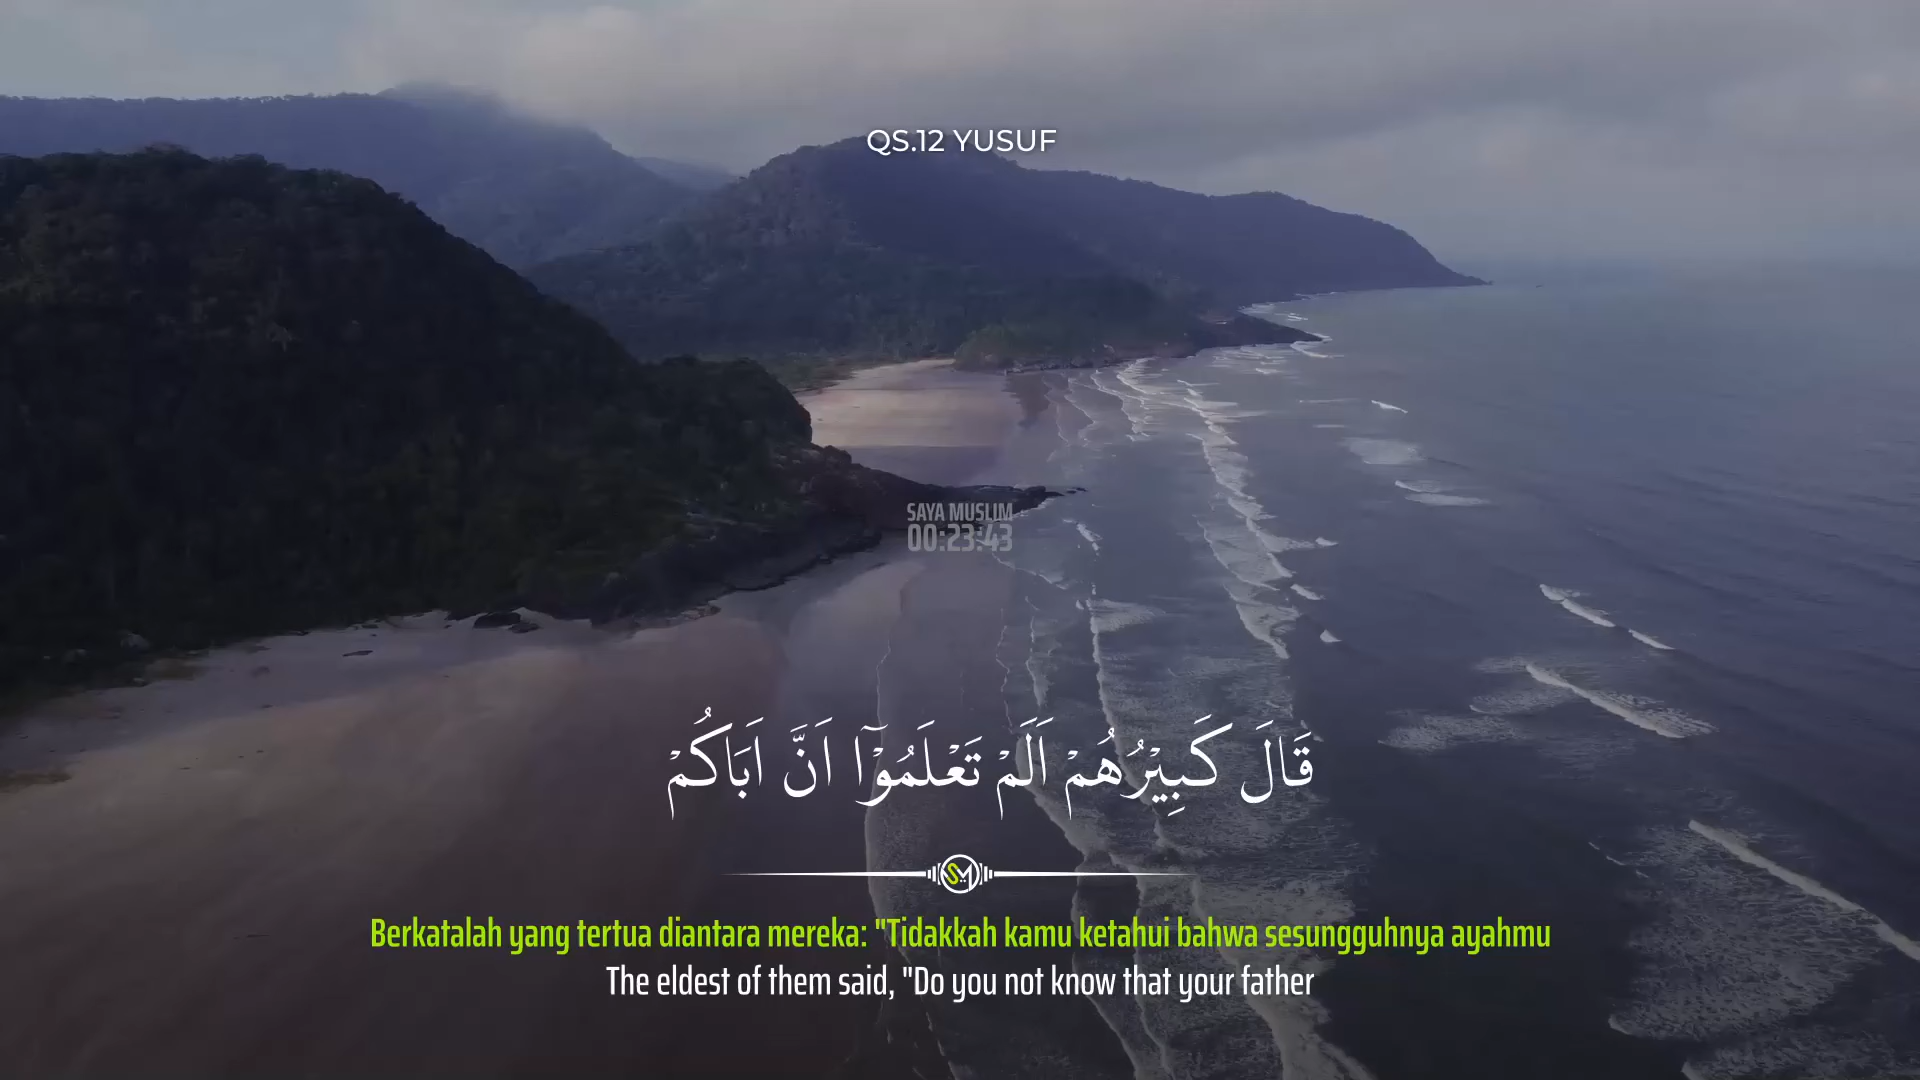 QS.12 YUSUF
SAYA MUSLIM
00:23:43
قَالَ كَبِيْرُهُمْ اَلَمْ تَعْلَمُوْٓا اَنَّ اَبَاكُمْ
SM
Berkatalah yang tertua diantara mereka: "Tidakkah kamu ketahui bahwa sesungguhnya ayahmu
The eldest of them said, "Do you not know that your father